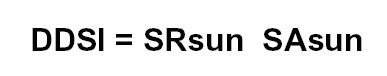 DDSI = SRsun SAsun